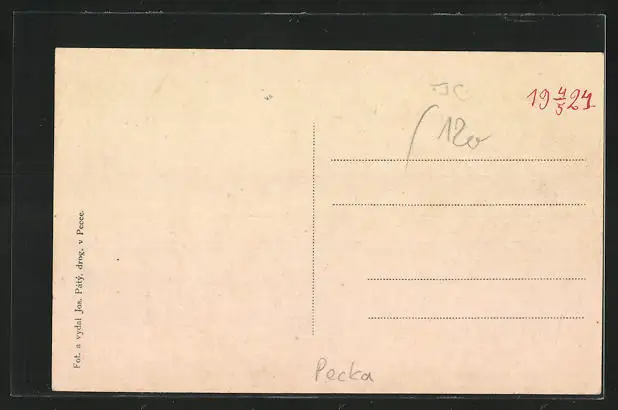 JC
19 4/5 21
120
Fot. a vydal Jos. Pátý, drog. v Pecce.
Pecka